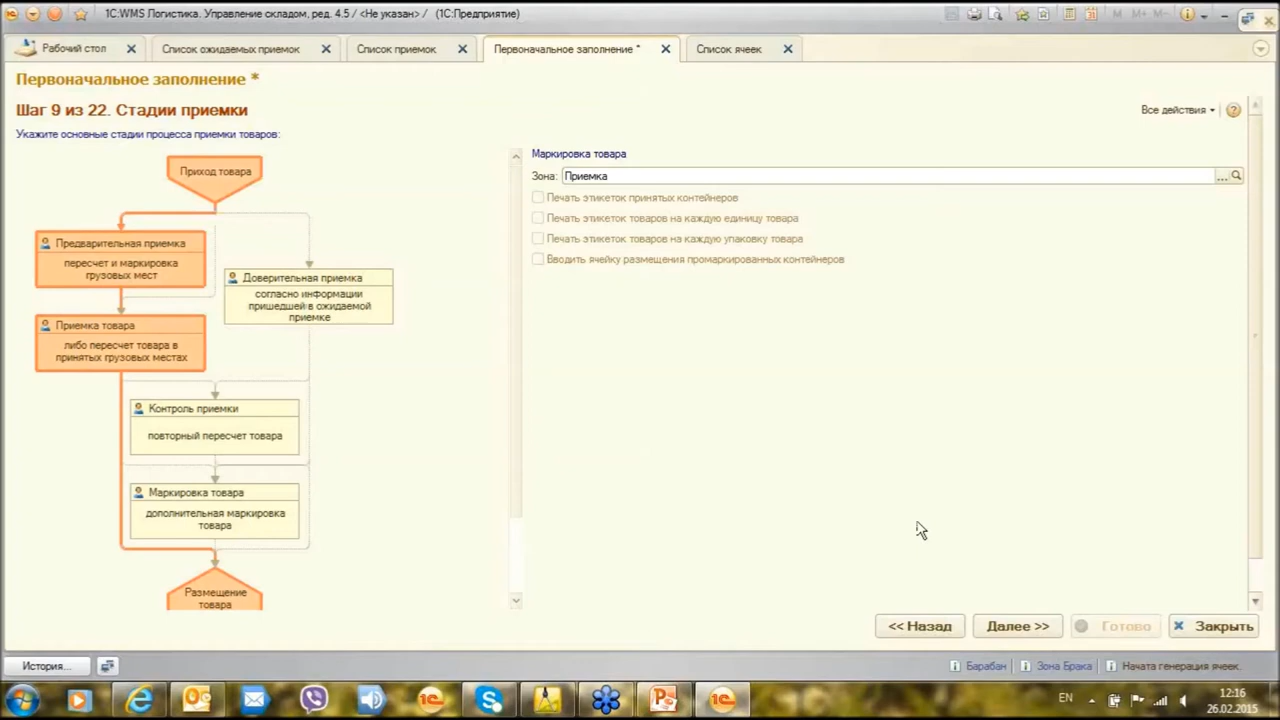 1С:WMS Логистика. Управление складом, ред. 4.5 / <Не указан> / (1С:Предприятие)
M M+ M-
Рабочий стол
Список ожидаемых приемок
Список приемок
Первоначальное заполнение *
Список ячеек
Первоначальное заполнение *
Шаг 9 из 22. Стадии приемки
Все действия
Укажите основные стадии процесса приемки товаров:
Приход товара
Предварительная приемка
пересчет и маркировка
грузовых мест
Доверительная приемка
согласно информации
пришедшей в ожидаемой
приемке
Приемка товара
либо пересчет товара в
принятых грузовых местах
Контроль приемки
повторный пересчет товара
Маркировка товара
дополнительная маркировка
товара
Размещение
товара
Маркировка товара
Зона: Приемка
Печать этикеток принятых контейнеров
Печать этикеток товаров на каждую единицу товара
Печать этикеток товаров на каждую упаковку товара
Вводить ячейку размещения промаркированных контейнеров
<< Назад
Далее >>
Готово
Закрыть
История...
Барабан
Зона Брака
Начата генерация ячеек.
EN
12:16
26.02.2015